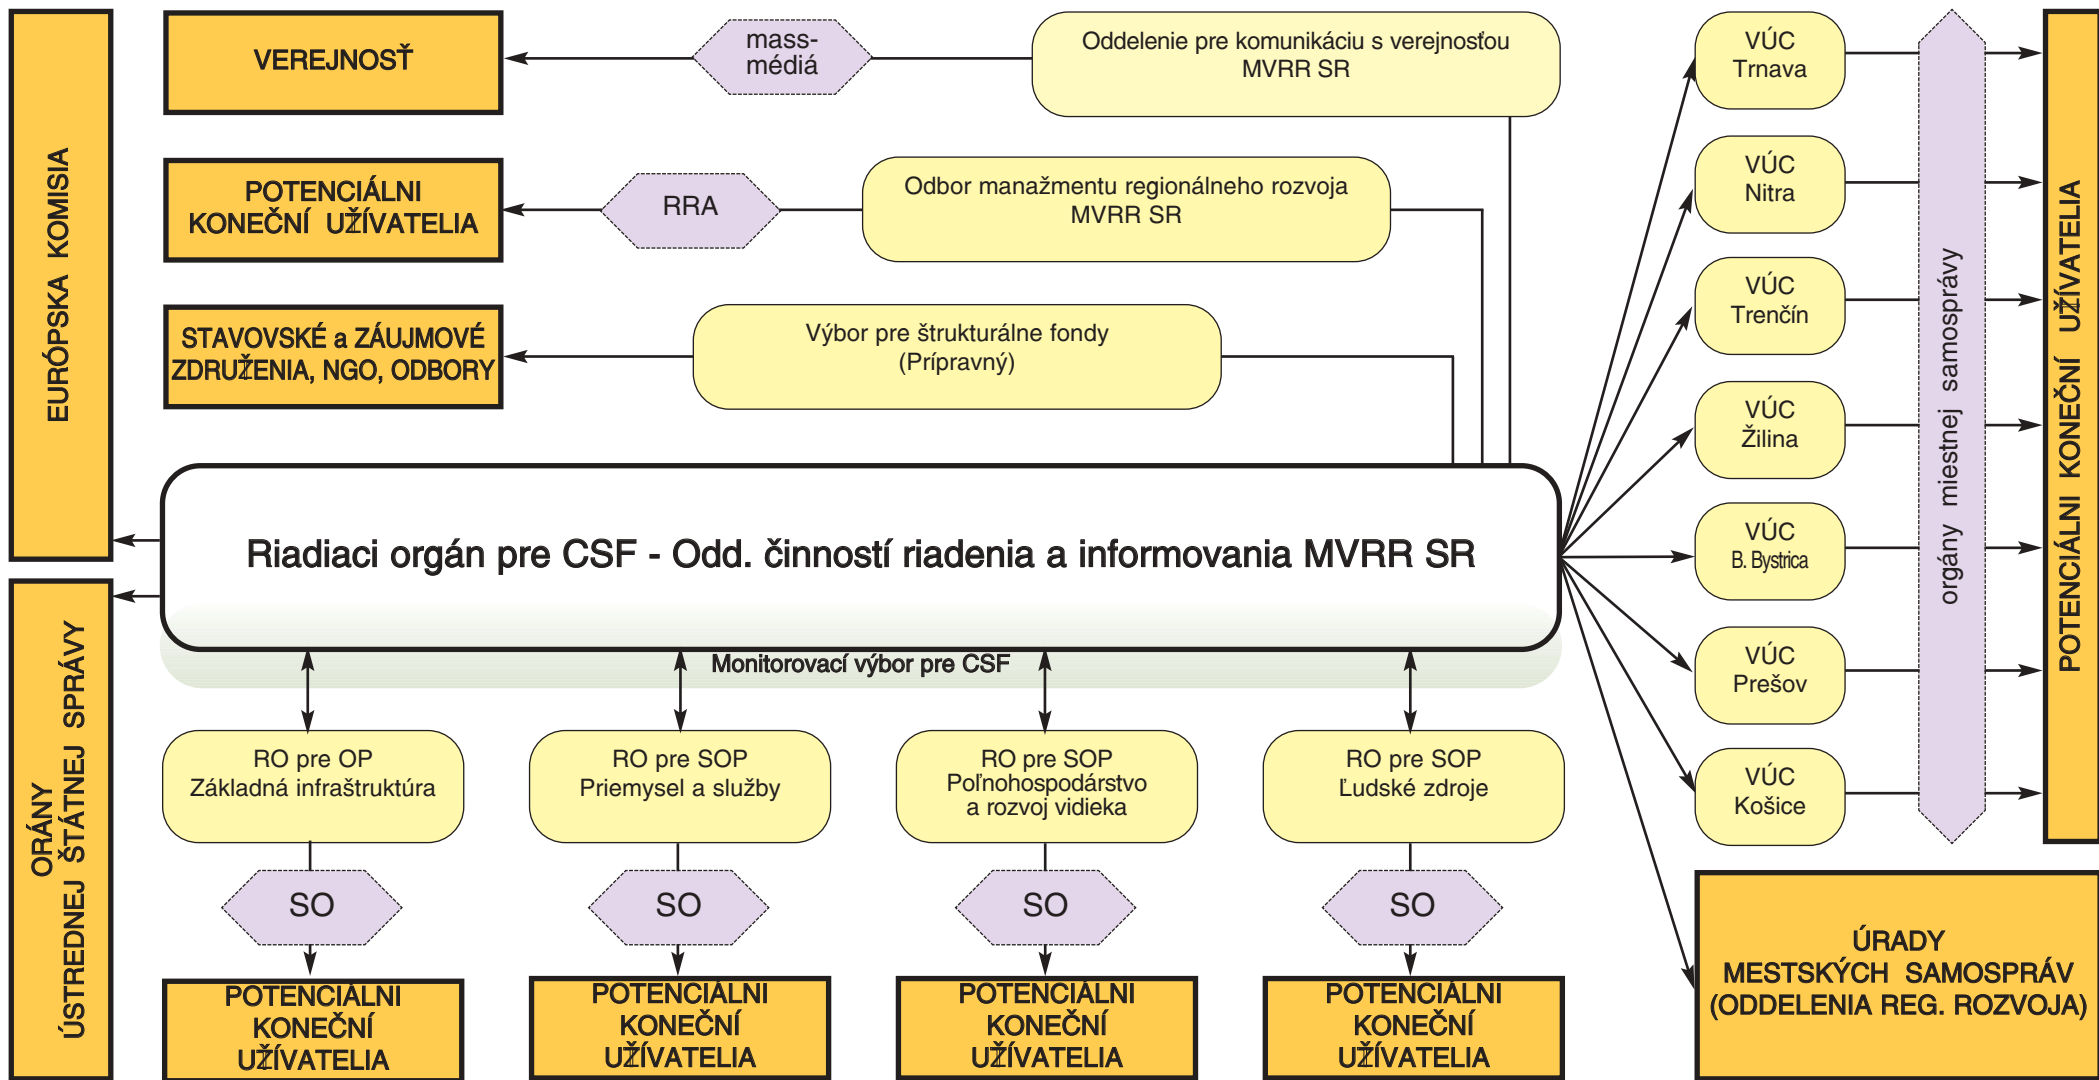 EURÓPSKA KOMISIA
ORÁNY
ÚSTREDNEJ ŠTÁTNEJ SPRÁVY
VEREJNOSŤ
mass-
médiá
Oddelenie pre komunikáciu s verejnosťou
MVRR SR
POTENCIÁLNI
KONEČNÍ UŽÍVATELIA
RRA
Odbor manažmentu regionálneho rozvoja
MVRR SR
STAVOVSKÉ a ZÁUJMOVÉ
ZDRUŽENIA, NGO, ODBORY
Výbor pre štrukturálne fondy
(Prípravný)
Riadiaci orgán pre CSF - Odd. činností riadenia a informovania MVRR SR
Monitorovací výbor pre CSF
RO pre OP
Základná infraštruktúra
SO
POTENCIÁLNI
KONEČNÍ
UŽÍVATELIA
RO pre SOP
Priemysel a služby
SO
POTENCIÁLNI
KONEČNÍ
UŽÍVATELIA
RO pre SOP
Poľnohospodárstvo
a rozvoj vidieka
SO
POTENCIÁLNI
KONEČNÍ
UŽÍVATELIA
RO pre SOP
Ľudské zdroje
SO
POTENCIÁLNI
KONEČNÍ
UŽÍVATELIA
VÚC
Trnava
VÚC
Nitra
VÚC
Trenčín
VÚC
Žilina
VÚC
B. Bystrica
VÚC
Prešov
VÚC
Košice
orgány miestnej samosprávy
POTENCIÁLNI KONEČNÍ UŽÍVATELIA
ÚRADY
MESTSKÝCH SAMOSPRÁV
(ODDELENIA REG. ROZVOJA)